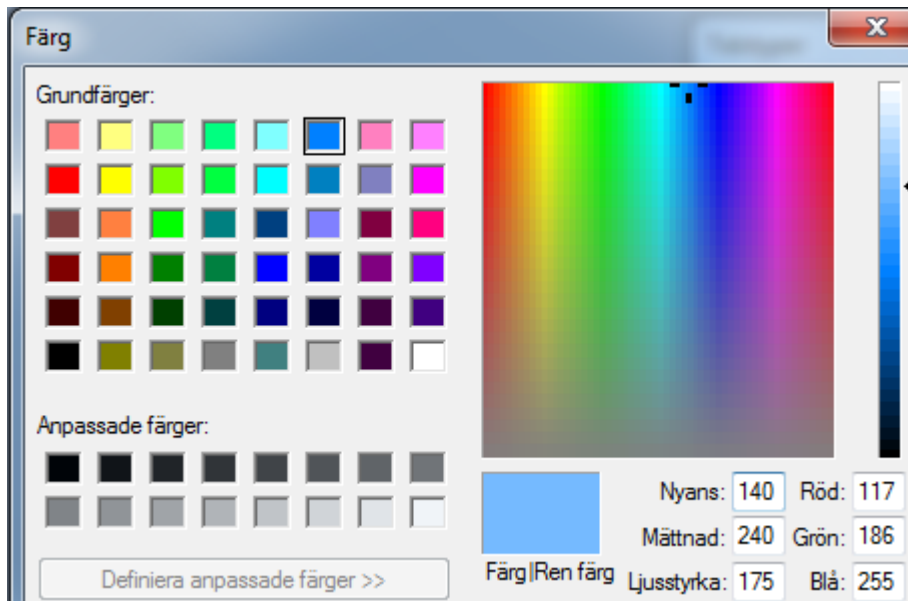 Färg
Grundfärger:
Anpassade färger:
Definiera anpassade färger >>
Färg|Ren färg
Nyans: 140 Röd: 117
Mättnad: 240 Grön: 186
Ljusstyrka: 175 Blå: 255